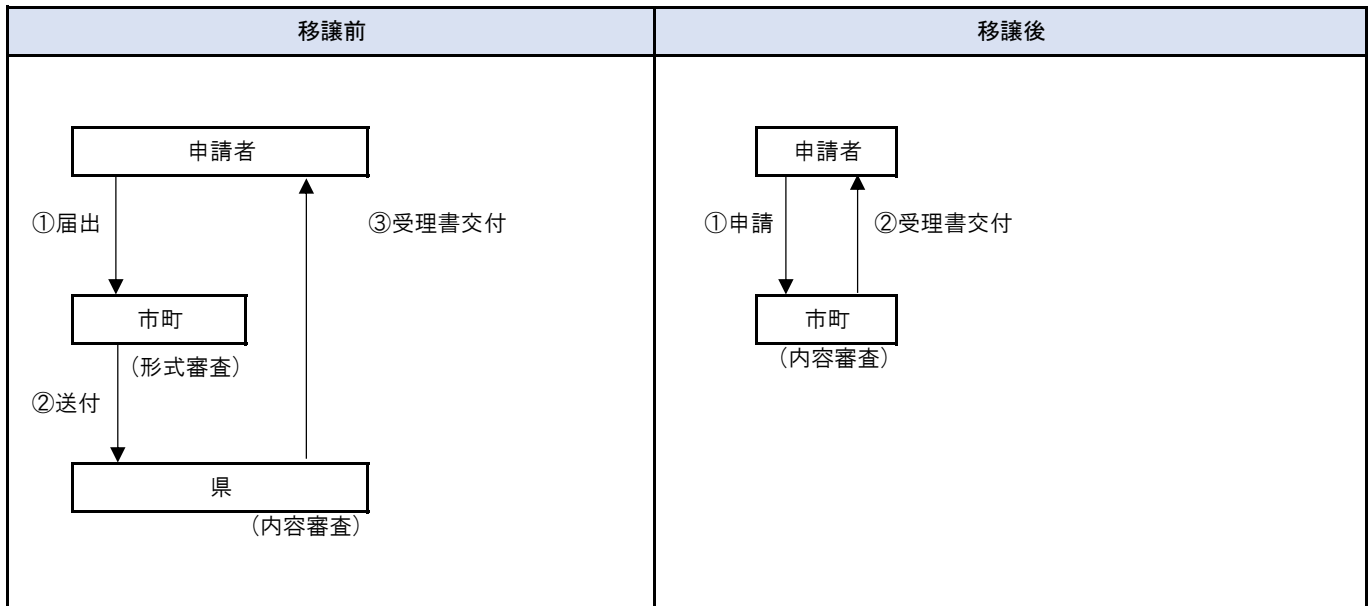 移譲前
移譲後
申請者
①届出
③受理書交付
市町
（形式審査）
②送付
県
（内容審査）
申請者
①申請
②受理書交付
市町
（内容審査）